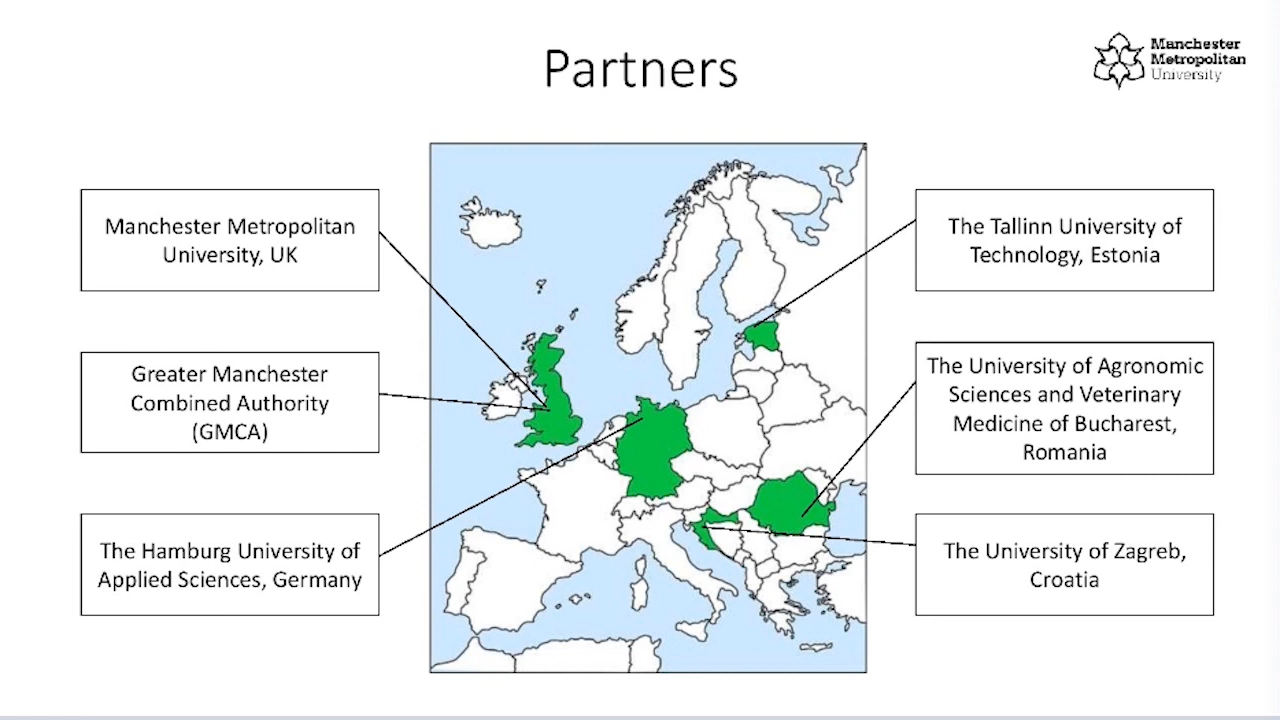 Partners
Manchester
Metropolitan
University
Manchester Metropolitan
University, UK
Greater Manchester
Combined Authority
(GMCA)
The Hamburg University of
Applied Sciences, Germany
The Tallinn University of
Technology, Estonia
The University of Agronomic
Sciences and Veterinary
Medicine of Bucharest,
Romania
The University of Zagreb,
Croatia